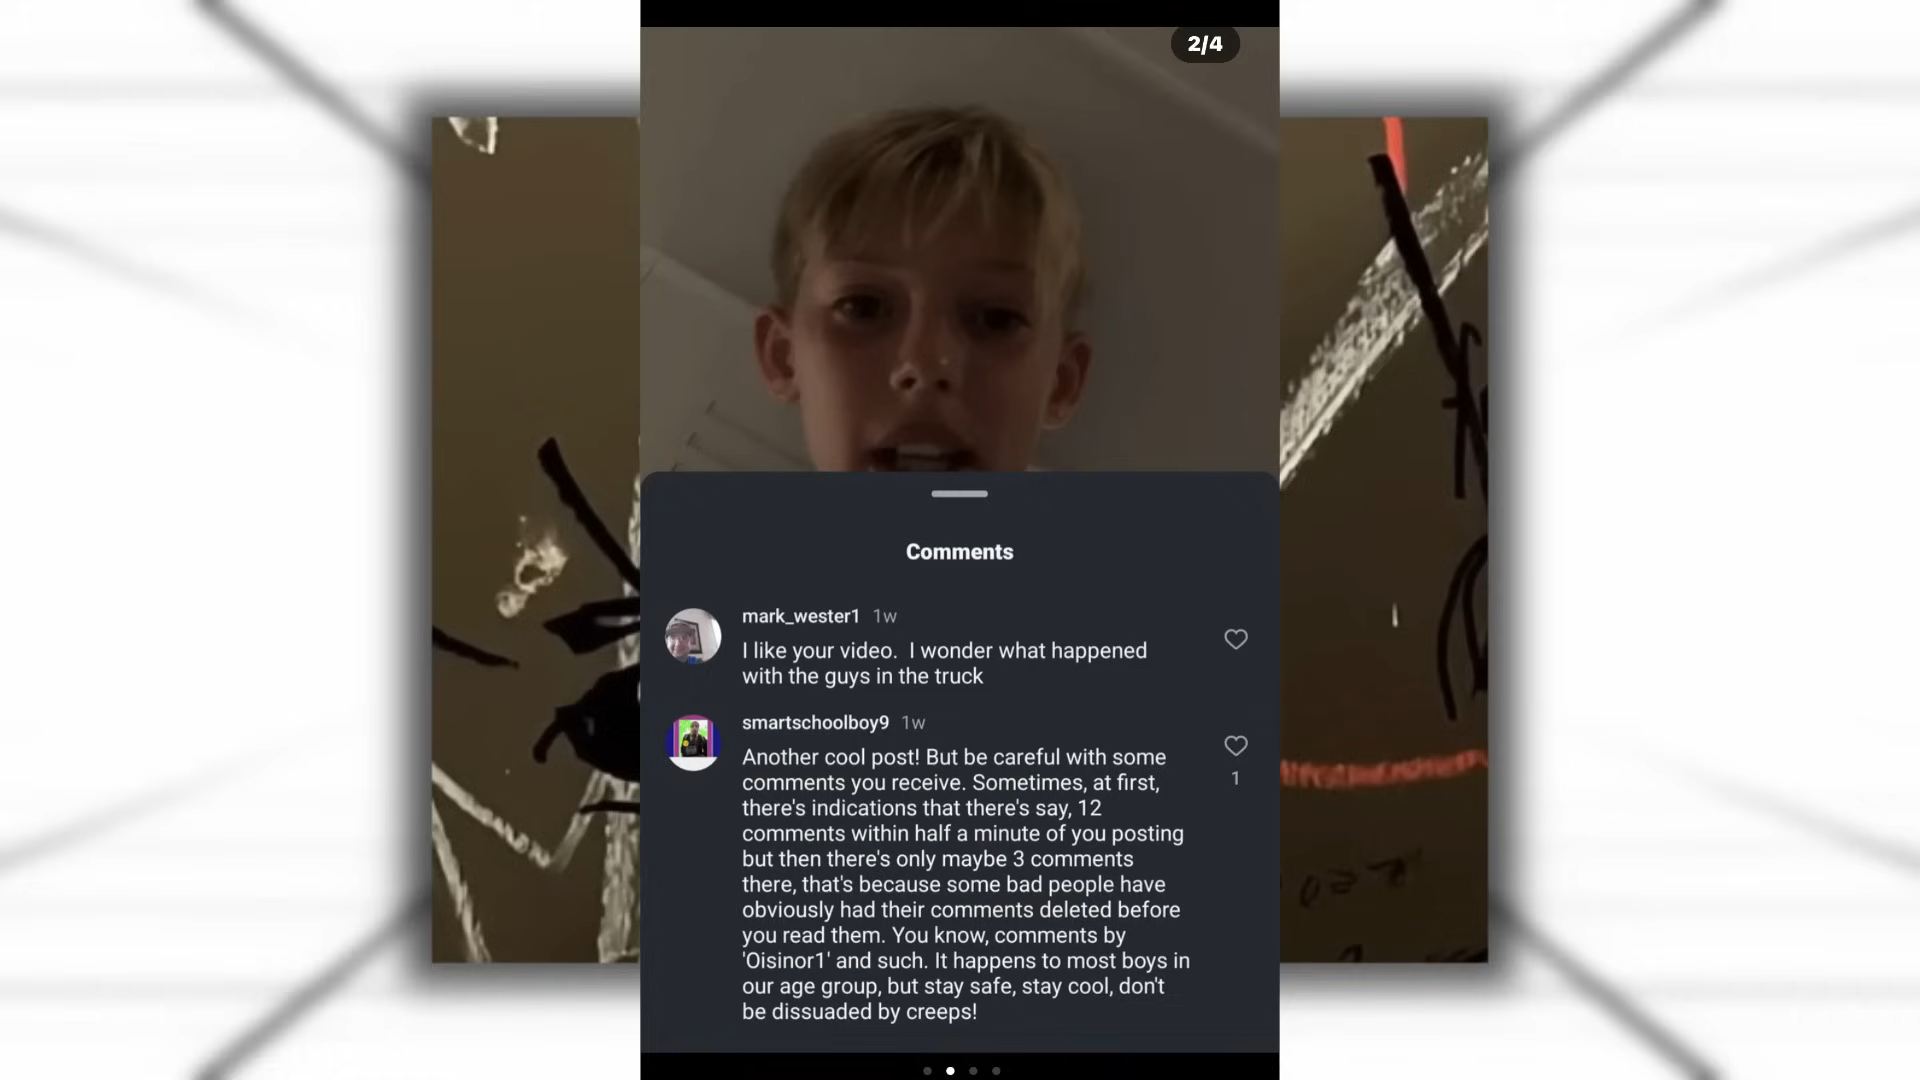 2/4
Comments
mark_wester1 1w
I like your video.  I wonder what happened
with the guys in the truck
smartschoolboy9 1w
Another cool post! But be careful with some
comments you receive. Sometimes, at first,
there's indications that there's say, 12
comments within half a minute of you posting
but then there's only maybe 3 comments
there, that's because some bad people have
obviously had their comments deleted before
you read them. You know, comments by
'Oisinor1' and such. It happens to most boys in
our age group, but stay safe, stay cool, don't
be dissuaded by creeps!
1